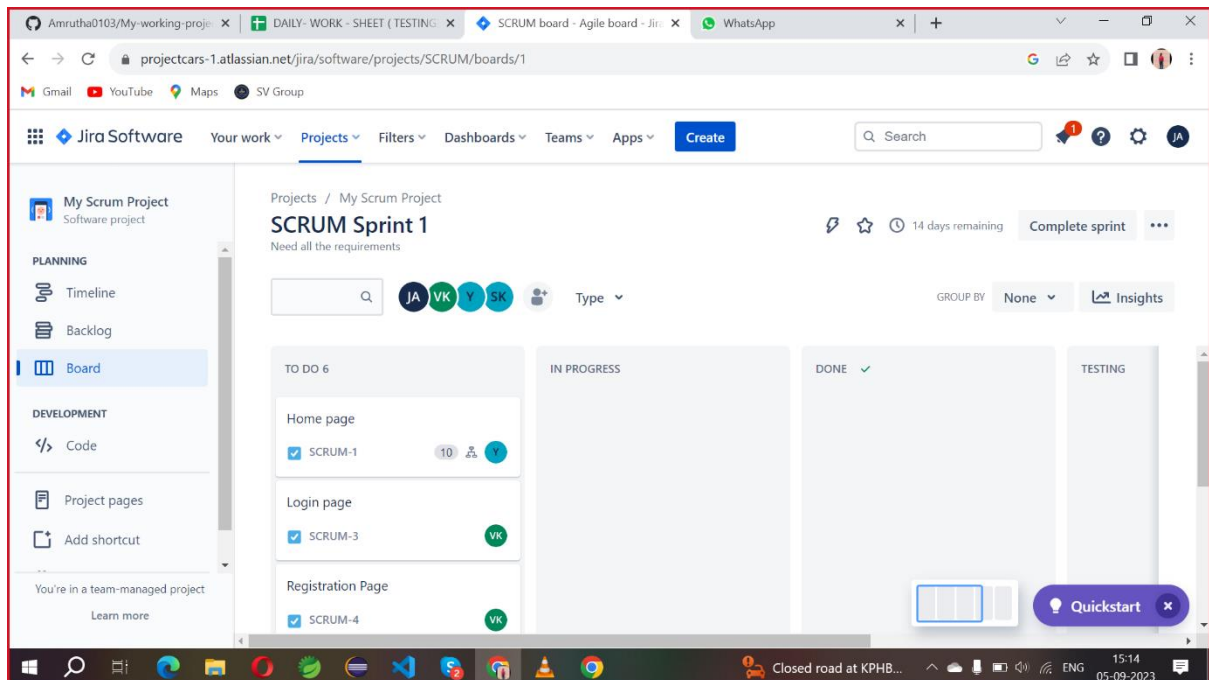 Amrutha0103/My-working-proje
DAILY- WORK - SHEET ( TESTING
SCRUM board - Agile board - Jira
WhatsApp
projectcars-1.atlassian.net/jira/software/projects/SCRUM/boards/1
Gmail YouTube Maps SV Group
Jira Software Your work Projects Filters Dashboards Teams Apps Create Search 1 JA
My Scrum Project
Software project
PLANNING
Timeline
Backlog
Board
DEVELOPMENT
Code
Project pages
Add shortcut
You're in a team-managed project
Learn more
Projects / My Scrum Project
SCRUM Sprint 1
Need all the requirements
14 days remaining Complete sprint
JA VK Y SK Type
GROUP BY None Insights
TO DO 6
Home page
SCRUM-1 10 Y
Login page
SCRUM-3 VK
Registration Page
SCRUM-4 VK
IN PROGRESS
DONE
TESTING
Quickstart
Closed road at KPHB... ENG
15:14
05-09-2023